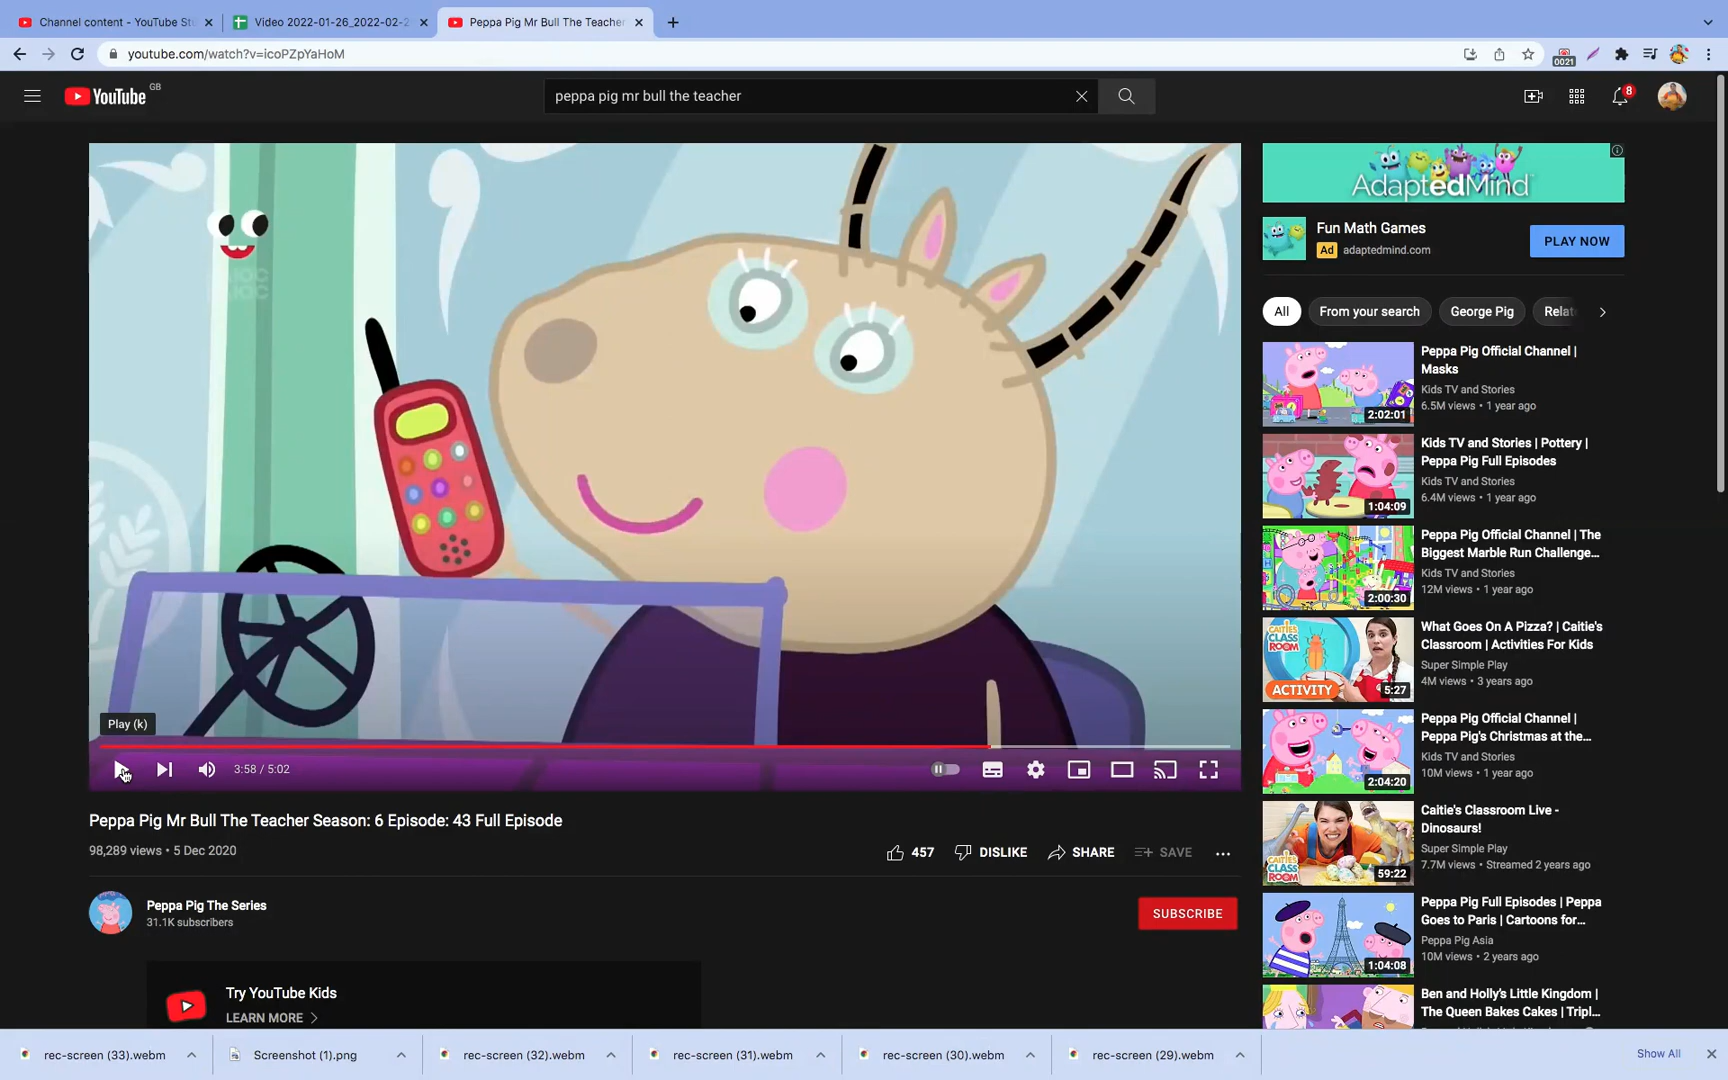 Channel content - YouTube St
Video 2022-01-26_2022-02-2
Peppa Pig Mr Bull The Teacher
youtube.com/watch?v=icoPZpYaHoM
0021
YouTube GB
peppa pig mr bull the teacher
8
AdaptedMind
Fun Math Games
Ad adaptedmind.com
PLAY NOW
All
From your search
George Pig
Relat
Peppa Pig Official Channel |
Masks
Kids TV and Stories
6.5M views • 1 year ago
2:02:01
Kids TV and Stories | Pottery |
Peppa Pig Full Episodes
Kids TV and Stories
6.4M views • 1 year ago
1:04:09
Peppa Pig Official Channel | The
Biggest Marble Run Challenge...
Kids TV and Stories
12M views • 1 year ago
2:00:30
What Goes On A Pizza? | Caitie's
Classroom | Activities For Kids
Super Simple Play
4M views • 3 years ago
CAITIE'S
CLASS
ROOM
ACTIVITY
5:27
Peppa Pig Official Channel |
Peppa Pig's Christmas at the...
Kids TV and Stories
10M views • 1 year ago
2:04:20
Caitie's Classroom Live -
Dinosaurs!
Super Simple Play
7.7M views • Streamed 2 years ago
CAITIE'S
CLASS
ROOM
59:22
Peppa Pig Full Episodes | Peppa
Goes to Paris | Cartoons for...
Peppa Pig Asia
10M views • 2 years ago
1:04:08
Ben and Holly's Little Kingdom |
The Queen Bakes Cakes | Tripl...
Play (k)
3:58 / 5:02
Peppa Pig Mr Bull The Teacher Season: 6 Episode: 43 Full Episode
98,289 views • 5 Dec 2020
457
DISLIKE
SHARE
SAVE
Peppa Pig The Series
31.1K subscribers
SUBSCRIBE
Try YouTube Kids
LEARN MORE
rec-screen (33).webm
Screenshot (1).png
rec-screen (32).webm
rec-screen (31).webm
rec-screen (30).webm
rec-screen (29).webm
Show All